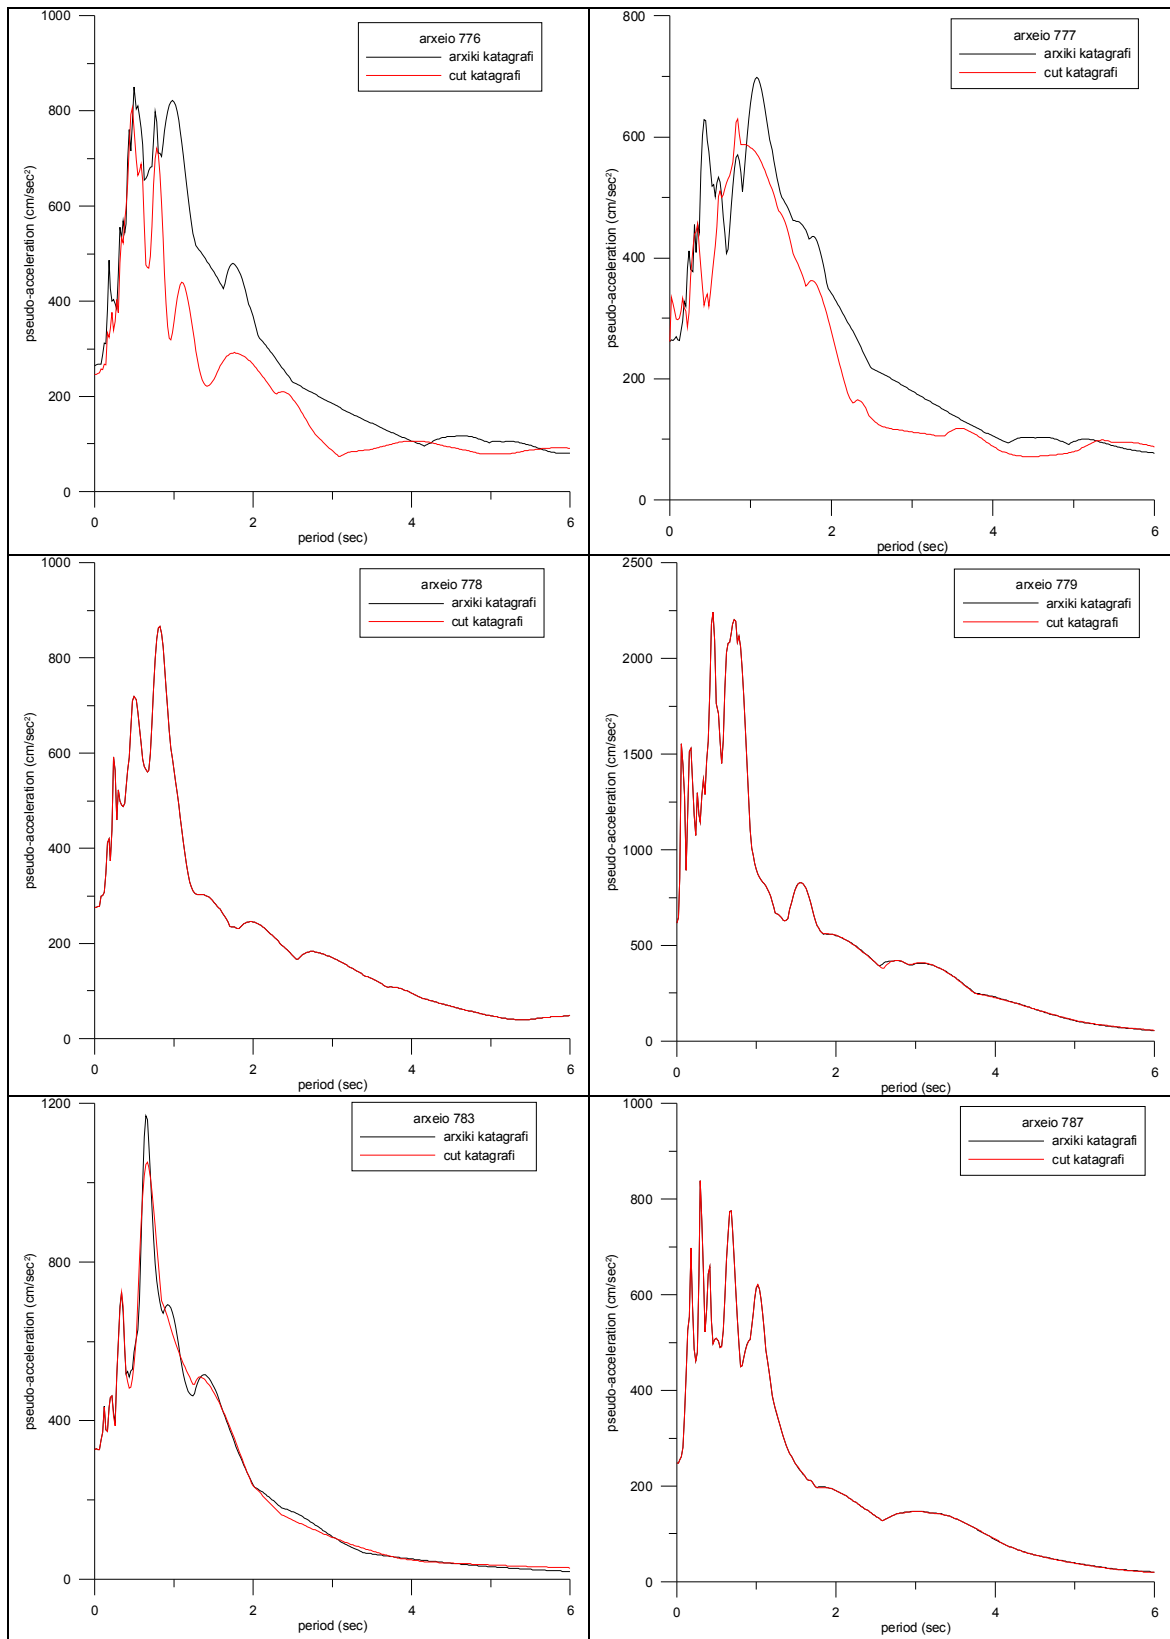 1000
800
600
400
200
0
pseudo-acceleration (cm/sec²)
arxeio 776
arxiki katagrafi
cut katagrafi
0
2
4
6
period (sec)
800
600
400
200
0
pseudo-acceleration (cm/sec²)
arxeio 777
arxiki katagrafi
cut katagrafi
0
2
4
6
period (sec)
1000
800
600
400
200
0
pseudo-acceleration (cm/sec²)
arxeio 778
arxiki katagrafi
cut katagrafi
0
2
4
6
period (sec)
2500
2000
1500
1000
500
0
pseudo-acceleration (cm/sec²)
arxeio 779
arxiki katagrafi
cut katagrafi
0
2
4
6
period (sec)
1200
800
400
0
pseudo-acceleration (cm/sec²)
arxeio 783
arxiki katagrafi
cut katagrafi
0
2
4
6
period (sec)
1000
800
600
400
200
0
pseudo-acceleration (cm/sec²)
arxeio 787
arxiki katagrafi
cut katagrafi
0
2
4
6
period (sec)